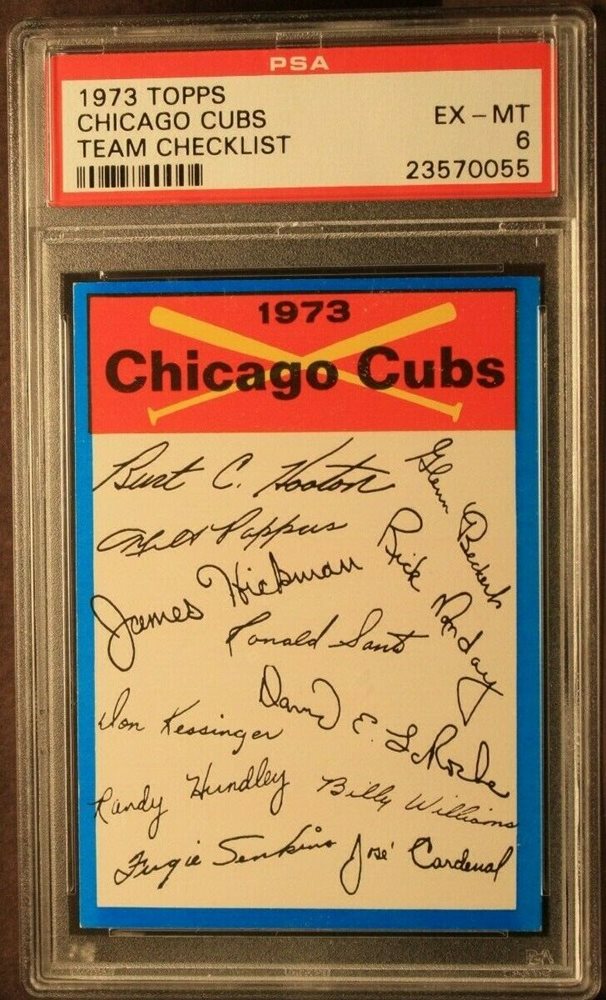 PSA
1973 TOPPS
CHICAGO CUBS
EX - MT
TEAM CHECKLIST
6
23570055
1973
Chicago Cubs
Burt C. Hooton
Glenn Beckert
Milt Pappas
Rick Monday
James Hickman
Ronald Santo
David E. LaRoche
Don Kessinger
Randy Hundley
Billy Williams
Fergie Jenkins
José Cardenal